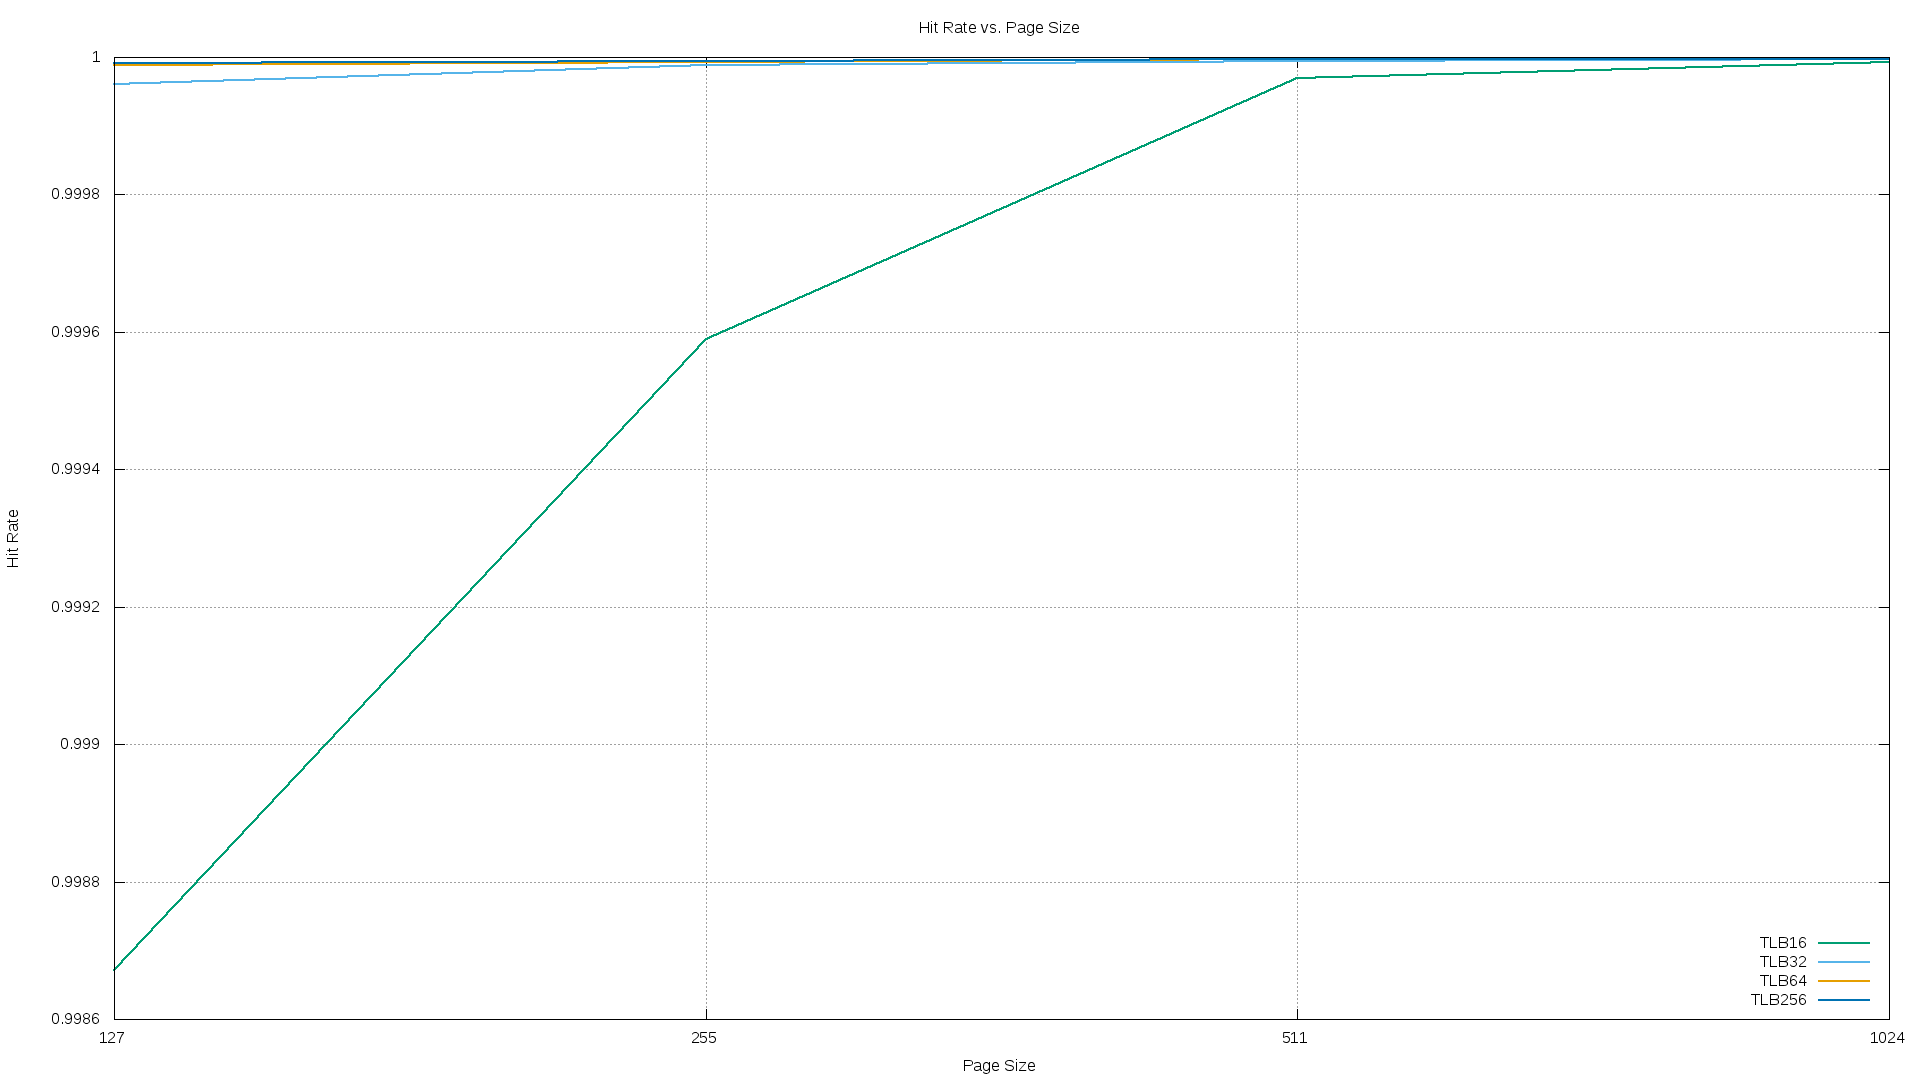 Hit Rate vs. Page Size
1
0.9998
0.9996
0.9994
0.9992
0.999
0.9988
0.9986
Hit Rate
127
255
511
1024
Page Size
TLB16
TLB32
TLB64
TLB256